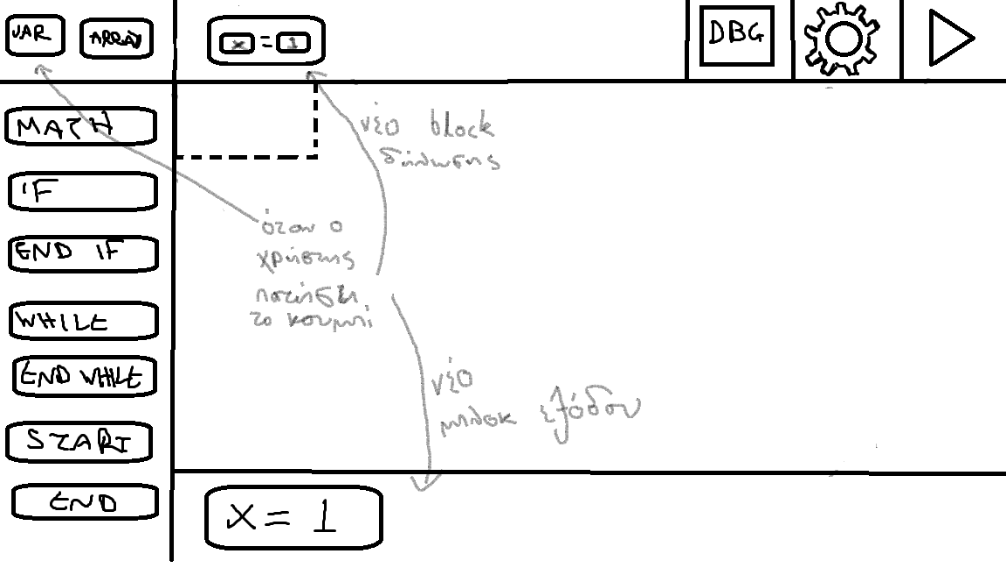 VAR
ARRAY
x = 1
DBG
MATH
νέο block
δήλωσης
IF
όταν ο
χρήστης
πατήσει
το κουμπί
END IF
WHILE
END WHILE
νέο
μπλοκ εξόδου
START
END
x = 1